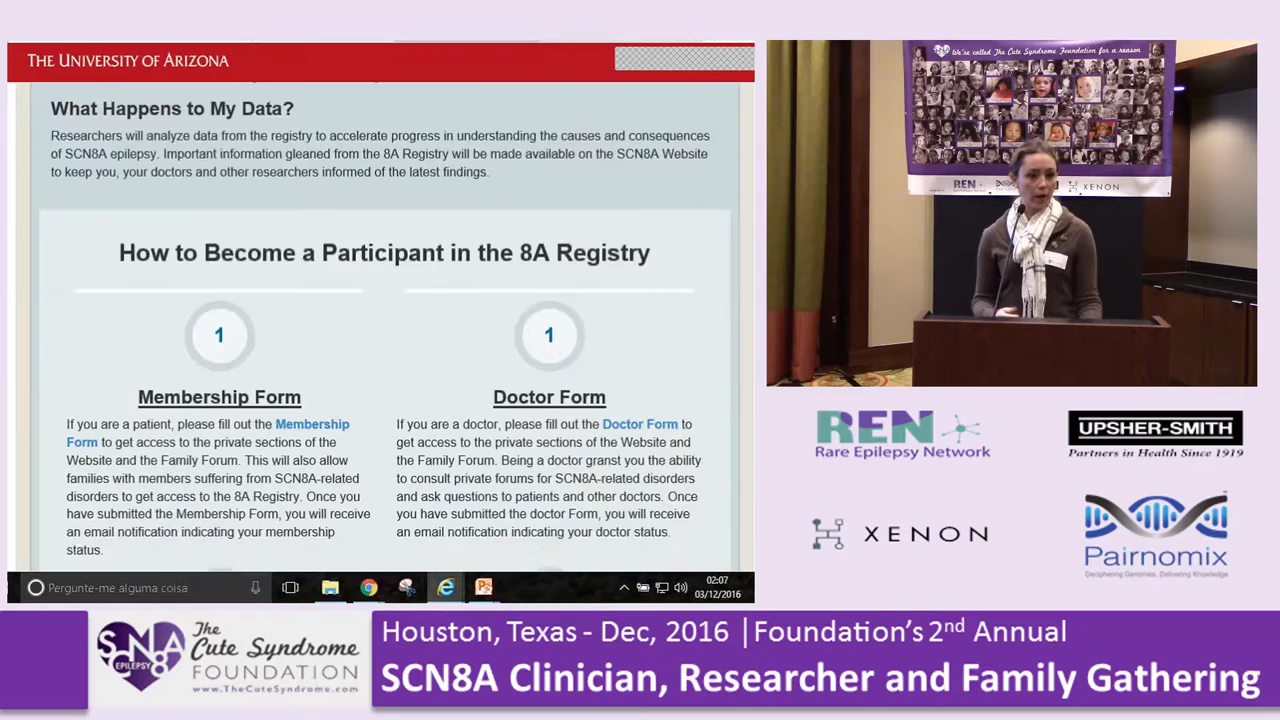 THE UNIVERSITY OF ARIZONA
What Happens to My Data?
Researchers will analyze data from the registry to accelerate progress in understanding the causes and consequences
of SCN8A epilepsy. Important information gleaned from the 8A Registry will be made available on the SCN8A Website
to keep you, your doctors and other researchers informed of the latest findings.
How to Become a Participant in the 8A Registry
1
Membership Form
If you are a patient, please fill out the Membership
Form to get access to the private sections of the
Website and the Family Forum. This will also allow
families with members suffering from SCN8A-related
disorders to get access to the 8A Registry. Once you
have submitted the Membership Form, you will receive
an email notification indicating your membership
status.
1
Doctor Form
If you are a doctor, please fill out the Doctor Form to
get access to the private sections of the Website and
the Family Forum. Being a doctor granst you the ability
to consult private forums for SCN8A-related disorders
and ask questions to patients and other doctors. Once
you have submitted the doctor Form, you will receive
an email notification indicating your doctor status.
Pergunte-me alguma coisa
02:07
03/12/2016
We're called The Cute Syndrome Foundation for a reason
REN
XENON
REN
Rare Epilepsy Network
UPSHER-SMITH
Partners in Health Since 1919
XENON
Pairnomix
Deciphering Genomes, Delivering Knowledge
SCN8A
EPILEPSY
The
Cute Syndrome
FOUNDATION
www.TheCuteSyndrome.com
Houston, Texas - Dec, 2016 | Foundation's 2nd Annual
SCN8A Clinician, Researcher and Family Gathering